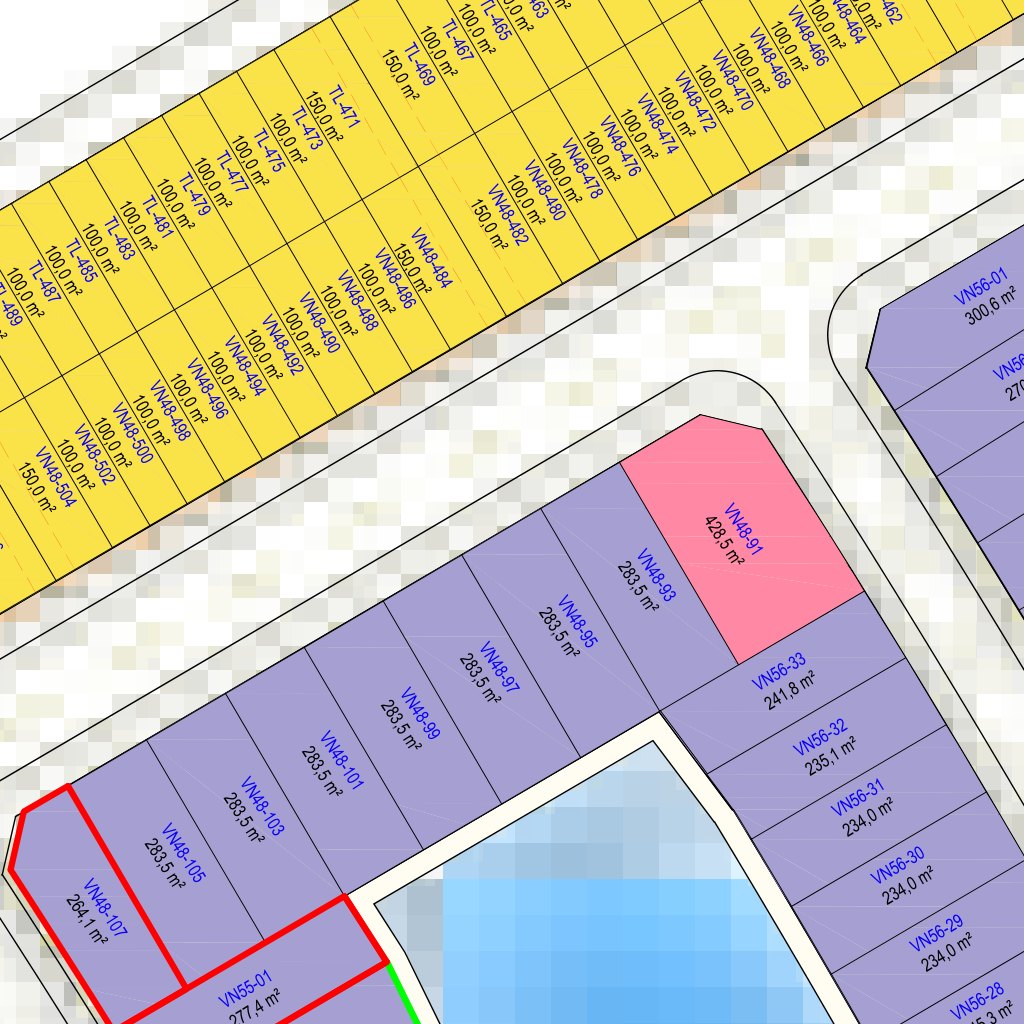 TL-465
100,0 m²
TL-467
100,0 m²
TL-469
150,0 m²
TL-471
150,0 m²
TL-473
100,0 m²
TL-475
100,0 m²
TL-477
100,0 m²
TL-479
100,0 m²
TL-481
100,0 m²
TL-483
100,0 m²
TL-485
100,0 m²
TL-487
100,0 m²
100,0 m²
VN48-466
100,0 m²
VN48-468
100,0 m²
VN48-470
100,0 m²
VN48-472
100,0 m²
VN48-474
100,0 m²
VN48-476
100,0 m²
VN48-478
100,0 m²
VN48-480
100,0 m²
VN48-482
150,0 m²
VN48-484
150,0 m²
VN48-486
100,0 m²
VN48-488
100,0 m²
VN48-490
100,0 m²
VN48-492
100,0 m²
VN48-494
100,0 m²
VN48-496
100,0 m²
VN48-498
100,0 m²
VN48-500
100,0 m²
VN48-502
100,0 m²
VN48-504
150,0 m²
VN56-01
300,6 m²
VN48-91
428,5 m²
VN48-93
283,5 m²
VN48-95
283,5 m²
VN48-97
283,5 m²
VN48-99
283,5 m²
VN48-101
283,5 m²
VN48-103
283,5 m²
VN48-105
283,5 m²
VN48-107
264,1 m²
VN55-01
277,4 m²
VN56-33
241,8 m²
VN56-32
235,1 m²
VN56-31
234,0 m²
VN56-30
234,0 m²
VN56-29
234,0 m²
VN56-28